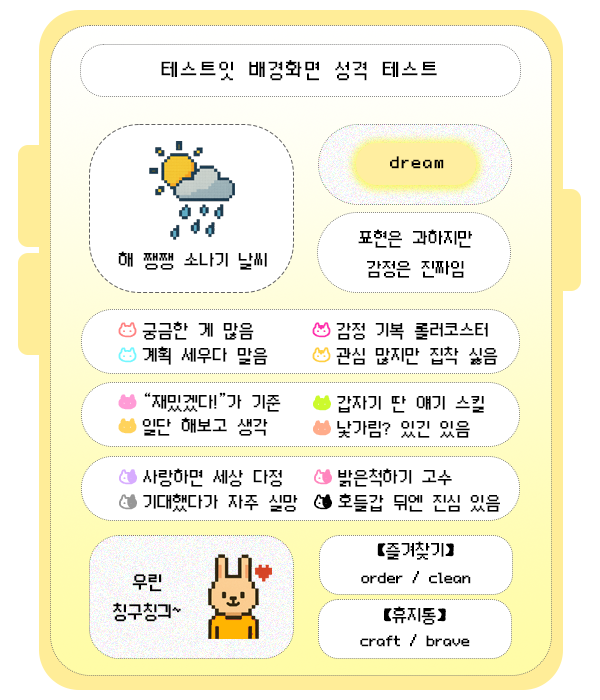 테스트잇 배경화면 성격 테스트
해 쨍쨍 소나기 날씨
dream
표현은 과하지만
감정은 진짜임
궁금한 게 많음
감정 기복 롤러코스터
계획 세우다 말음
관심 많지만 집착 싫음
“재밌겠다!”가 기준
갑자기 딴 얘기 스킬
일단 해보고 생각
낯가림? 있긴 있음
사랑하면 세상 다정
밝은척하기 고수
기대했다가 자주 실망
호들갑 뒤엔 진심 있음
우린
칭구칭긔~
【즐겨찾기】
order / clean
【휴지통】
craft / brave